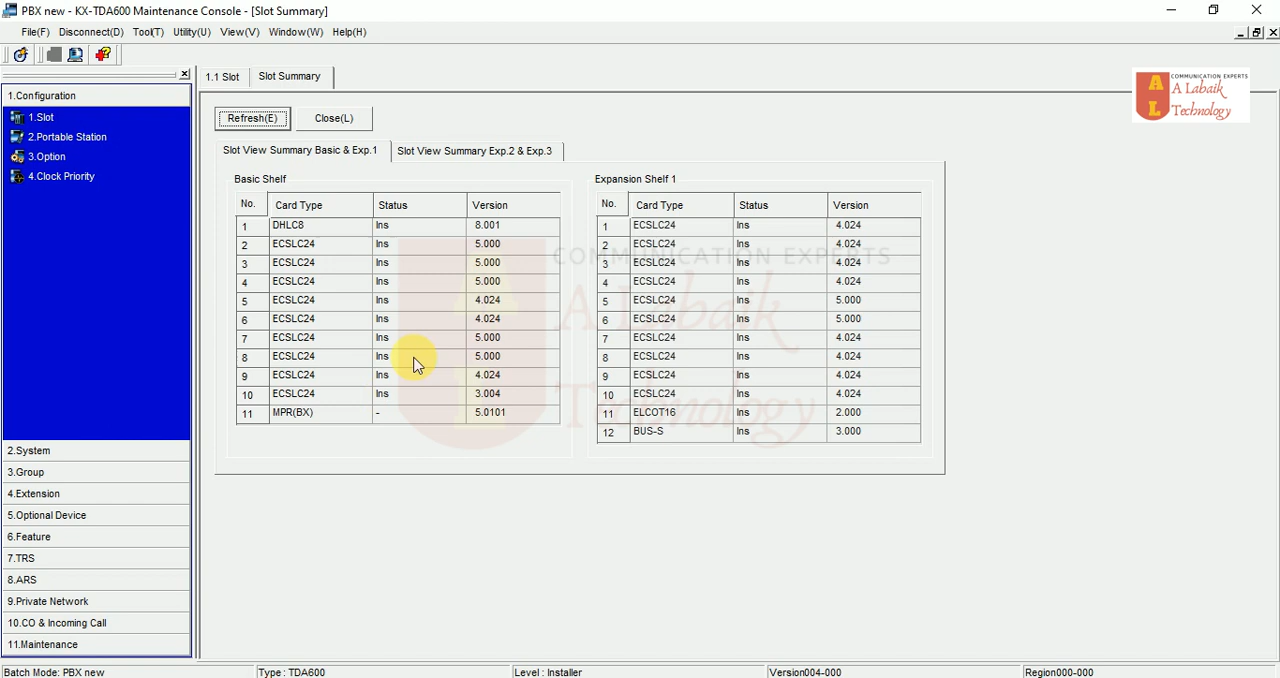 PBX new - KX-TDA600 Maintenance Console - [Slot Summary]
File(F) Disconnect(D) Tool(T) Utility(U) View(V) Window(W) Help(H)
1.Configuration
1.Slot
2.Portable Station
3.Option
4.Clock Priority
2.System
3.Group
4.Extension
5.Optional Device
6.Feature
7.TRS
8.ARS
9.Private Network
10.CO & Incoming Call
11.Maintenance
1.1 Slot Slot Summary
Refresh(E) Close(L)
Slot View Summary Basic & Exp.1 Slot View Summary Exp.2 & Exp.3
Basic Shelf
No. Card Type Status Version
1 DHLC8 Ins 8.001
2 ECSLC24 Ins 5.000
3 ECSLC24 Ins 5.000
4 ECSLC24 Ins 5.000
5 ECSLC24 Ins 4.024
6 ECSLC24 Ins 4.024
7 ECSLC24 Ins 5.000
8 ECSLC24 Ins 5.000
9 ECSLC24 Ins 4.024
10 ECSLC24 Ins 3.004
11 MPR(BX) - 5.0101
Expansion Shelf 1
No. Card Type Status Version
1 ECSLC24 Ins 4.024
2 ECSLC24 Ins 4.024
3 ECSLC24 Ins 4.024
4 ECSLC24 Ins 4.024
5 ECSLC24 Ins 5.000
6 ECSLC24 Ins 5.000
7 ECSLC24 Ins 4.024
8 ECSLC24 Ins 4.024
9 ECSLC24 Ins 4.024
10 ECSLC24 Ins 4.024
11 ELCOT16 Ins 2.000
12 BUS-S Ins 3.000
COMMUNICATION EXPERTS
A Labaik
Technology
A
L
COMMUNICATION EXPERTS
A Labaik
Technology
Batch Mode: PBX new Type : TDA600 Level : Installer Version004-000 Region000-000